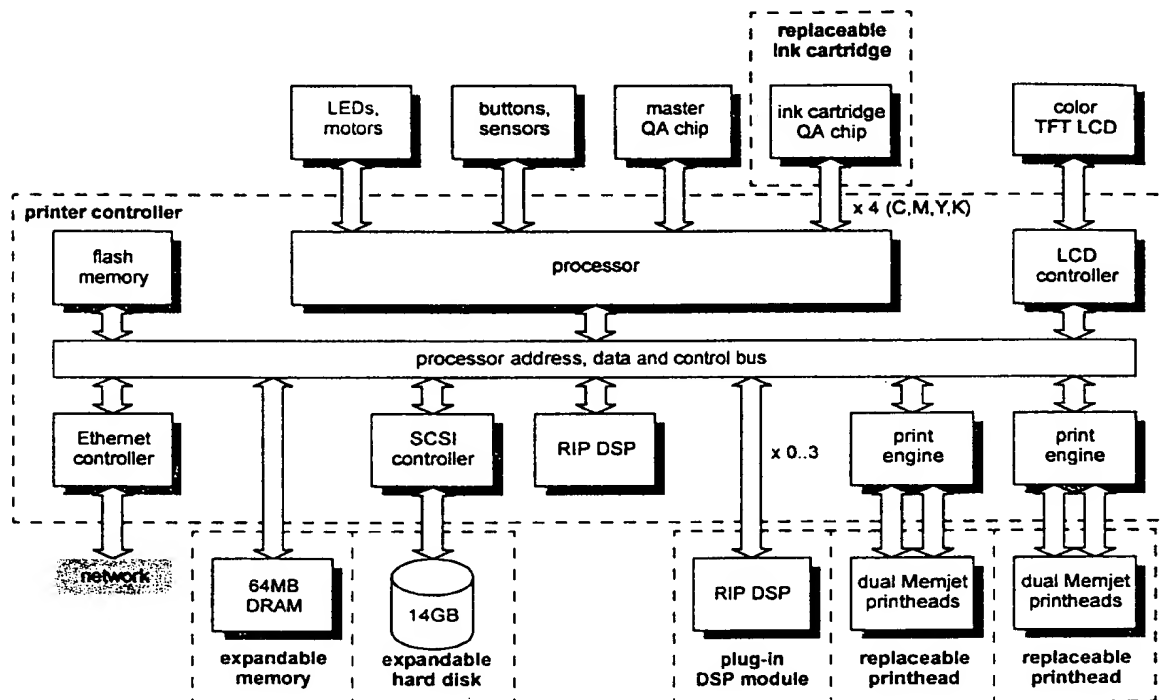 replaceable
ink cartridge
LEDs,
motors
buttons,
sensors
master
QA chip
ink cartridge
QA chip
color
TFT LCD
printer controller
x 4 (C,M,Y,K)
flash
memory
processor
LCD
controller
processor address, data and control bus
Ethernet
controller
SCSI
controller
RIP DSP
x 0..3
print
engine
print
engine
network
64MB
DRAM
14GB
RIP DSP
dual Memjet
printheads
dual Memjet
printheads
expandable
memory
expandable
hard disk
plug-in
DSP module
replaceable
printhead
replaceable
printhead